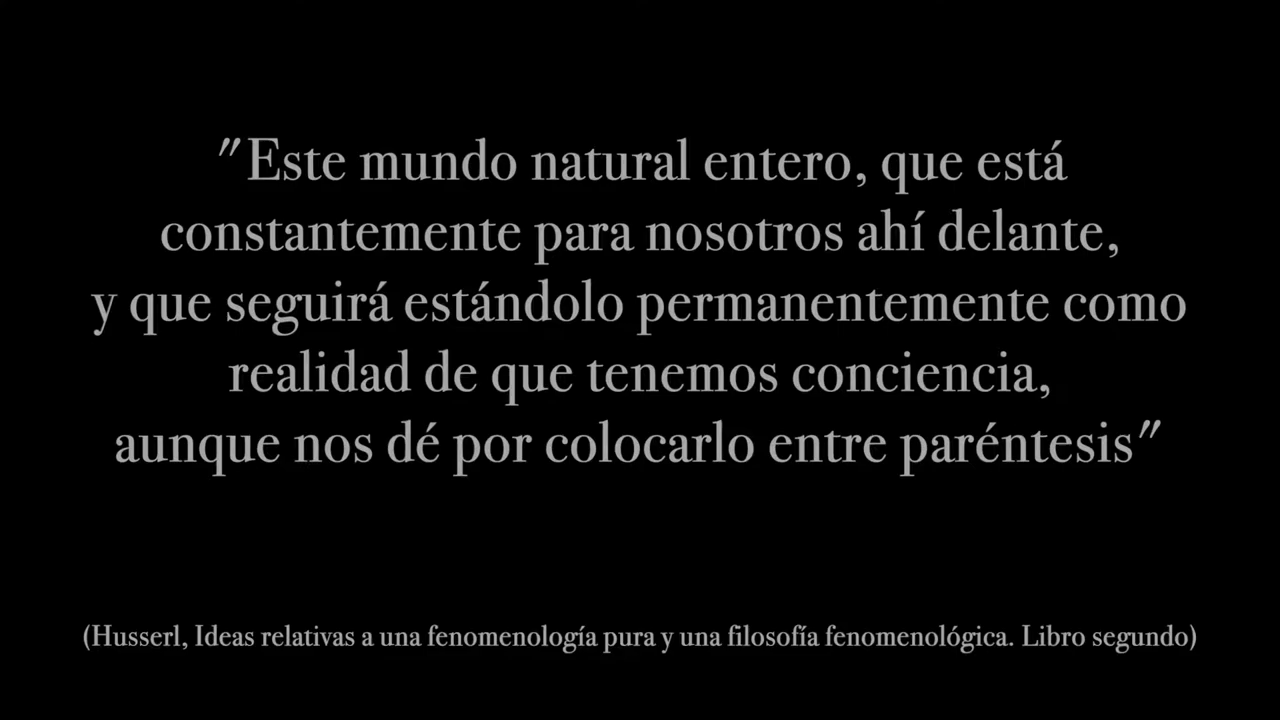 "Este mundo natural entero, que está
constantemente para nosotros ahí delante,
y que seguirá estándolo permanentemente como
realidad de que tenemos conciencia,
aunque nos dé por colocarlo entre paréntesis"
(Husserl, Ideas relativas a una fenomenología pura y una filosofía fenomenológica. Libro segundo)